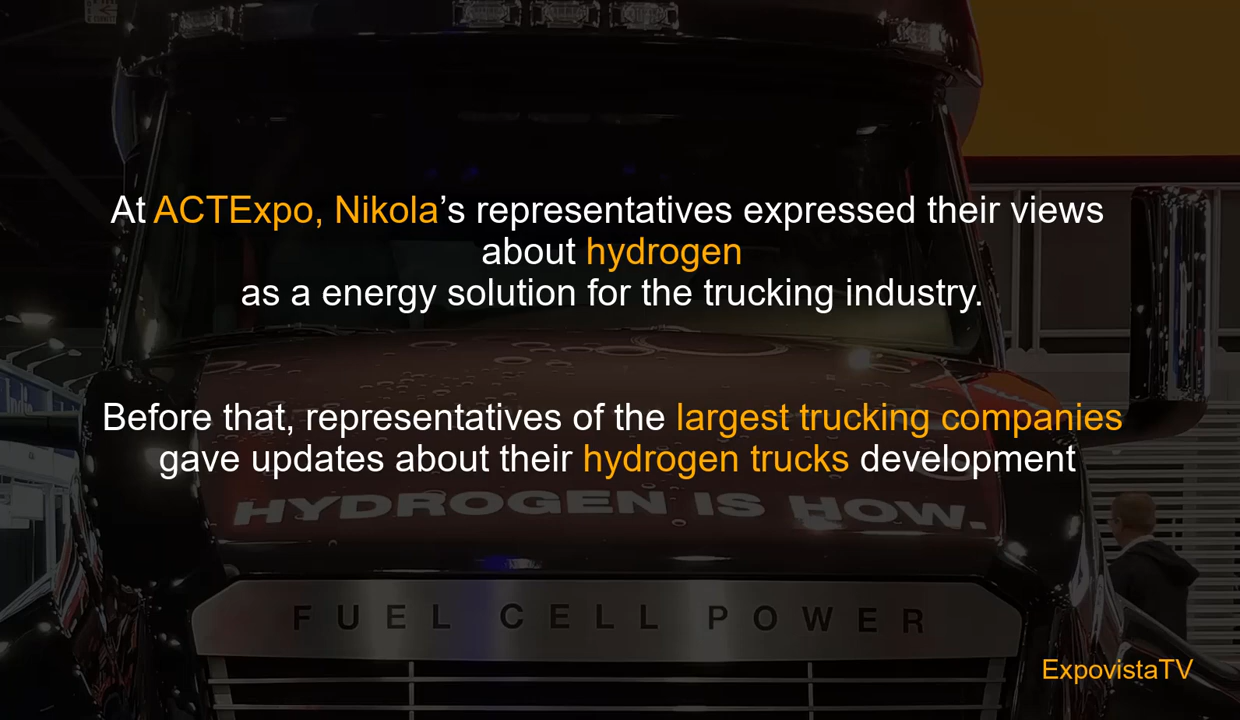 At ACTExpo, Nikola’s representatives expressed their views
about hydrogen
as a energy solution for the trucking industry.
Before that, representatives of the largest trucking companies
gave updates about their hydrogen trucks development
HYDROGEN IS HOW.
FUEL CELL POWER
ExpovistaTV